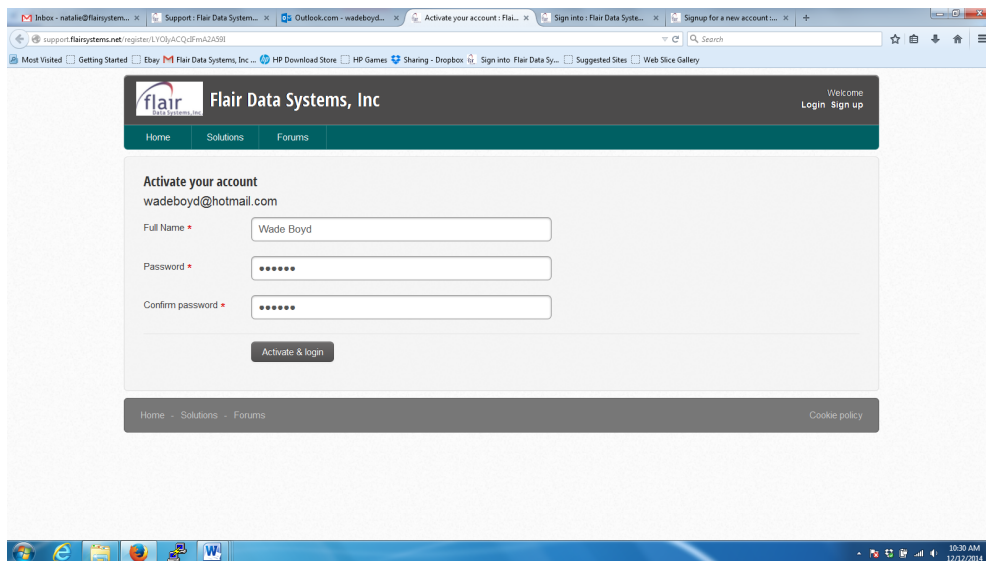 Inbox - natalie@flairsystem... × Support : Flair Data System... × Outlook.com - wadeboyd... × Activate your account : Flai... × Sign into : Flair Data Syste... × Signup for a new account :... × +
support.flairsystems.net/register/LYOIyACQclFmA2A59I Search
Most Visited Getting Started Ebay Flair Data Systems, Inc ... HP Download Store HP Games Sharing - Dropbox Sign into Flair Data Sy... Suggested Sites Web Slice Gallery
flair
Data Systems, Inc
Flair Data Systems, Inc
Welcome
Login Sign up
Home Solutions Forums
Activate your account
wadeboyd@hotmail.com
Full Name * Wade Boyd
Password * ••••••
Confirm password * ••••••
Activate & login
Home - Solutions - Forums Cookie policy
10:30 AM
12/12/2014